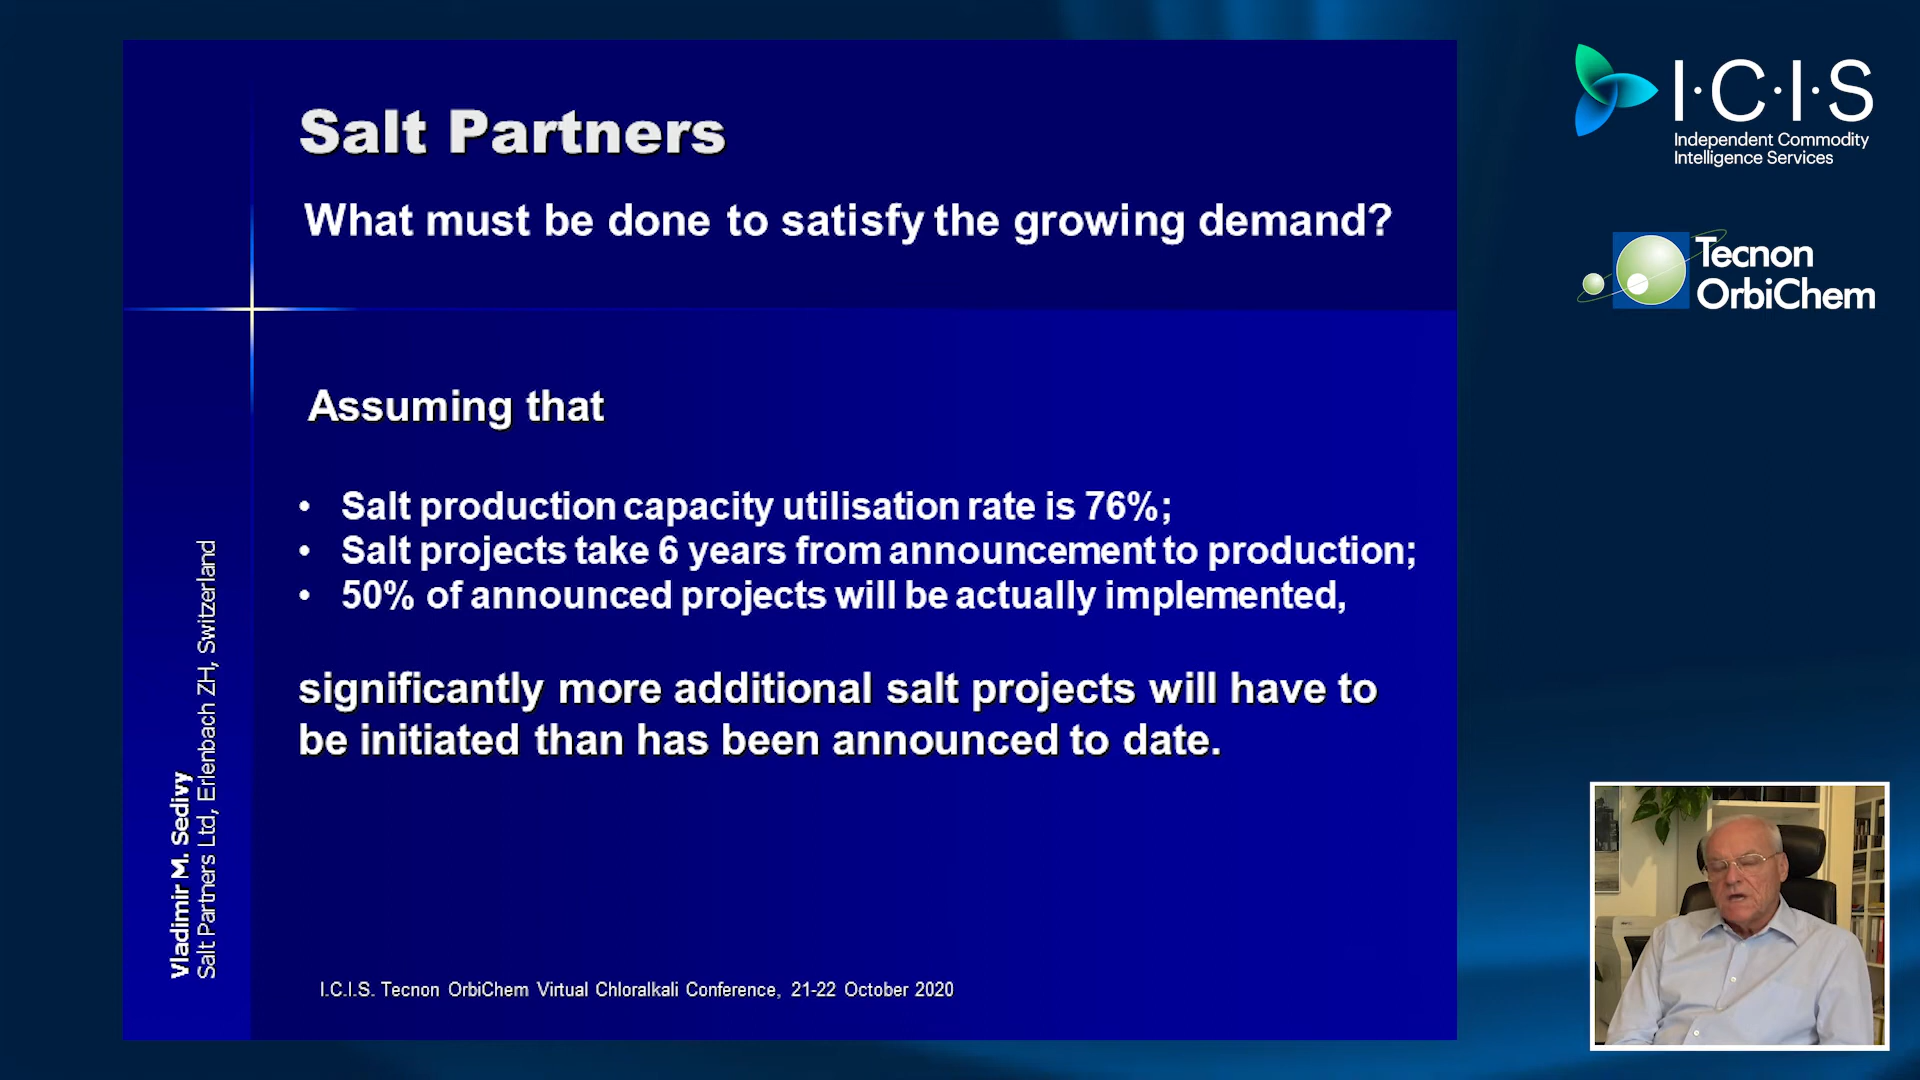 Salt Partners
What must be done to satisfy the growing demand?
Assuming that
• Salt production capacity utilisation rate is 76%;
• Salt projects take 6 years from announcement to production;
• 50% of announced projects will be actually implemented,
significantly more additional salt projects will have to
be initiated than has been announced to date.
Vladimir M. Sedivy
Salt Partners Ltd, Erlenbach ZH, Switzerland
I.C.I.S. Tecnon OrbiChem Virtual Chloralkali Conference, 21-22 October 2020
I·C·I·S
Independent Commodity
Intelligence Services
Tecnon
OrbiChem